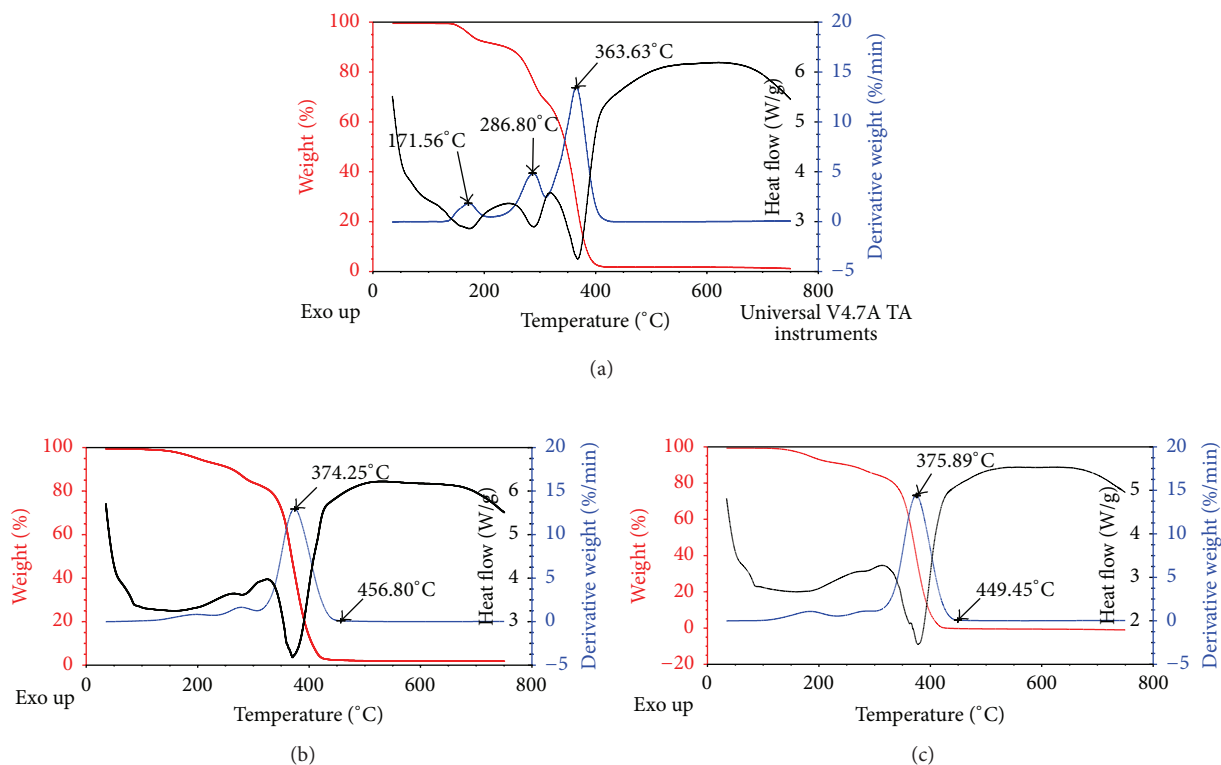 100
80
60
40
20
0
Weight (%)
171.56°C
286.80°C
363.63°C
6
5
4
3
Heat flow (W/g)
20
15
10
5
0
−5
Derivative weight (%/min)
0
200
400
600
800
Exo up
Temperature (°C)
Universal V4.7A TA
instruments
(a)
100
80
60
40
20
0
Weight (%)
374.25°C
456.80°C
6
5
4
3
Heat flow (W/g)
20
15
10
5
0
−5
Derivative weight (%/min)
0
200
400
600
800
Exo up
Temperature (°C)
(b)
100
80
60
40
20
0
−20
Weight (%)
375.89°C
449.45°C
5
4
3
2
Heat flow (W/g)
20
15
10
5
0
−5
Derivative weight (%/min)
0
200
400
600
800
Exo up
Temperature (°C)
(c)